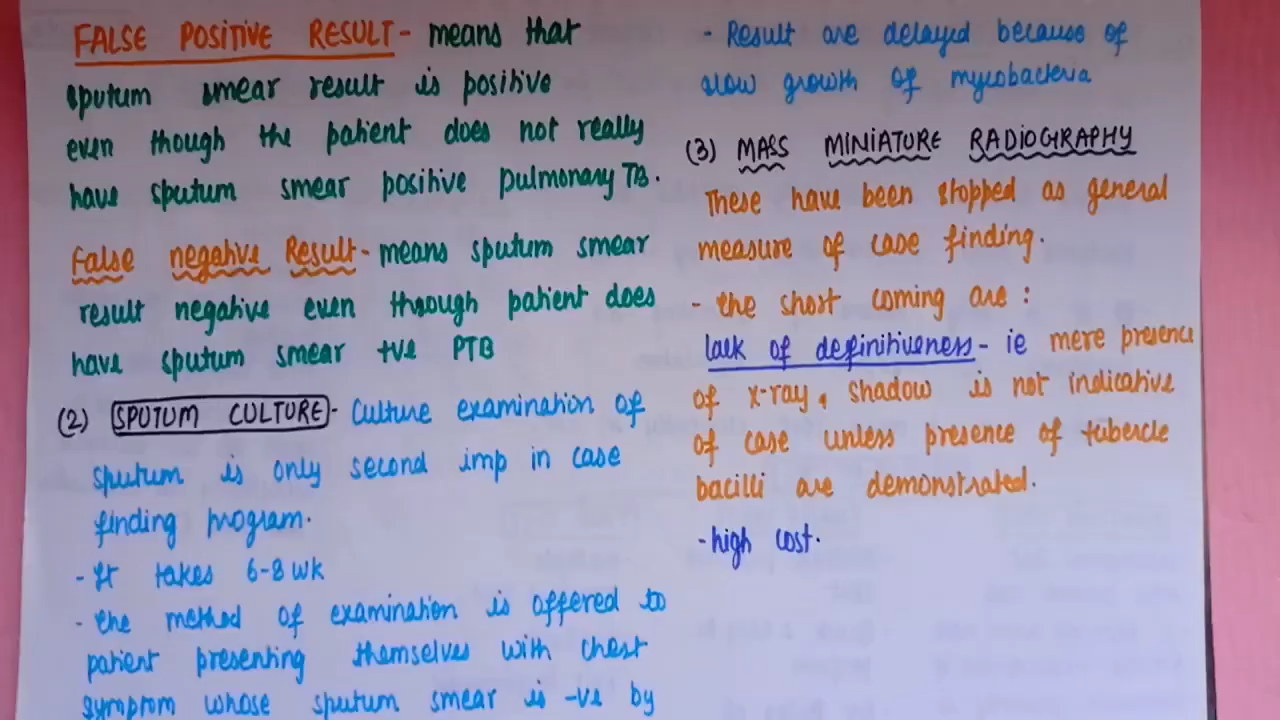 FALSE POSITIVE RESULT - means that
sputum smear result is positive
even though the patient does not really
have sputum smear positive pulmonary TB.
False negative Result - means sputum smear
result negative even through patient does
have sputum smear +ve PTB
(2) SPUTUM CULTURE - Culture examination of
sputum is only second imp in case
finding program.
- It takes 6-8 wk
- the method of examination is offered to
patient presenting themselves with chest
symptom whose sputum smear is -ve by
- Result are delayed because of
slow growth of mycobacteria
(3) MASS MINIATURE RADIOGRAPHY
These have been stopped as general
measure of case finding.
- the short coming are :
lack of definitiveness - ie mere presence
of x-ray, shadow is not indicative
of case unless presence of tubercle
bacilli are demonstrated.
- high cost.